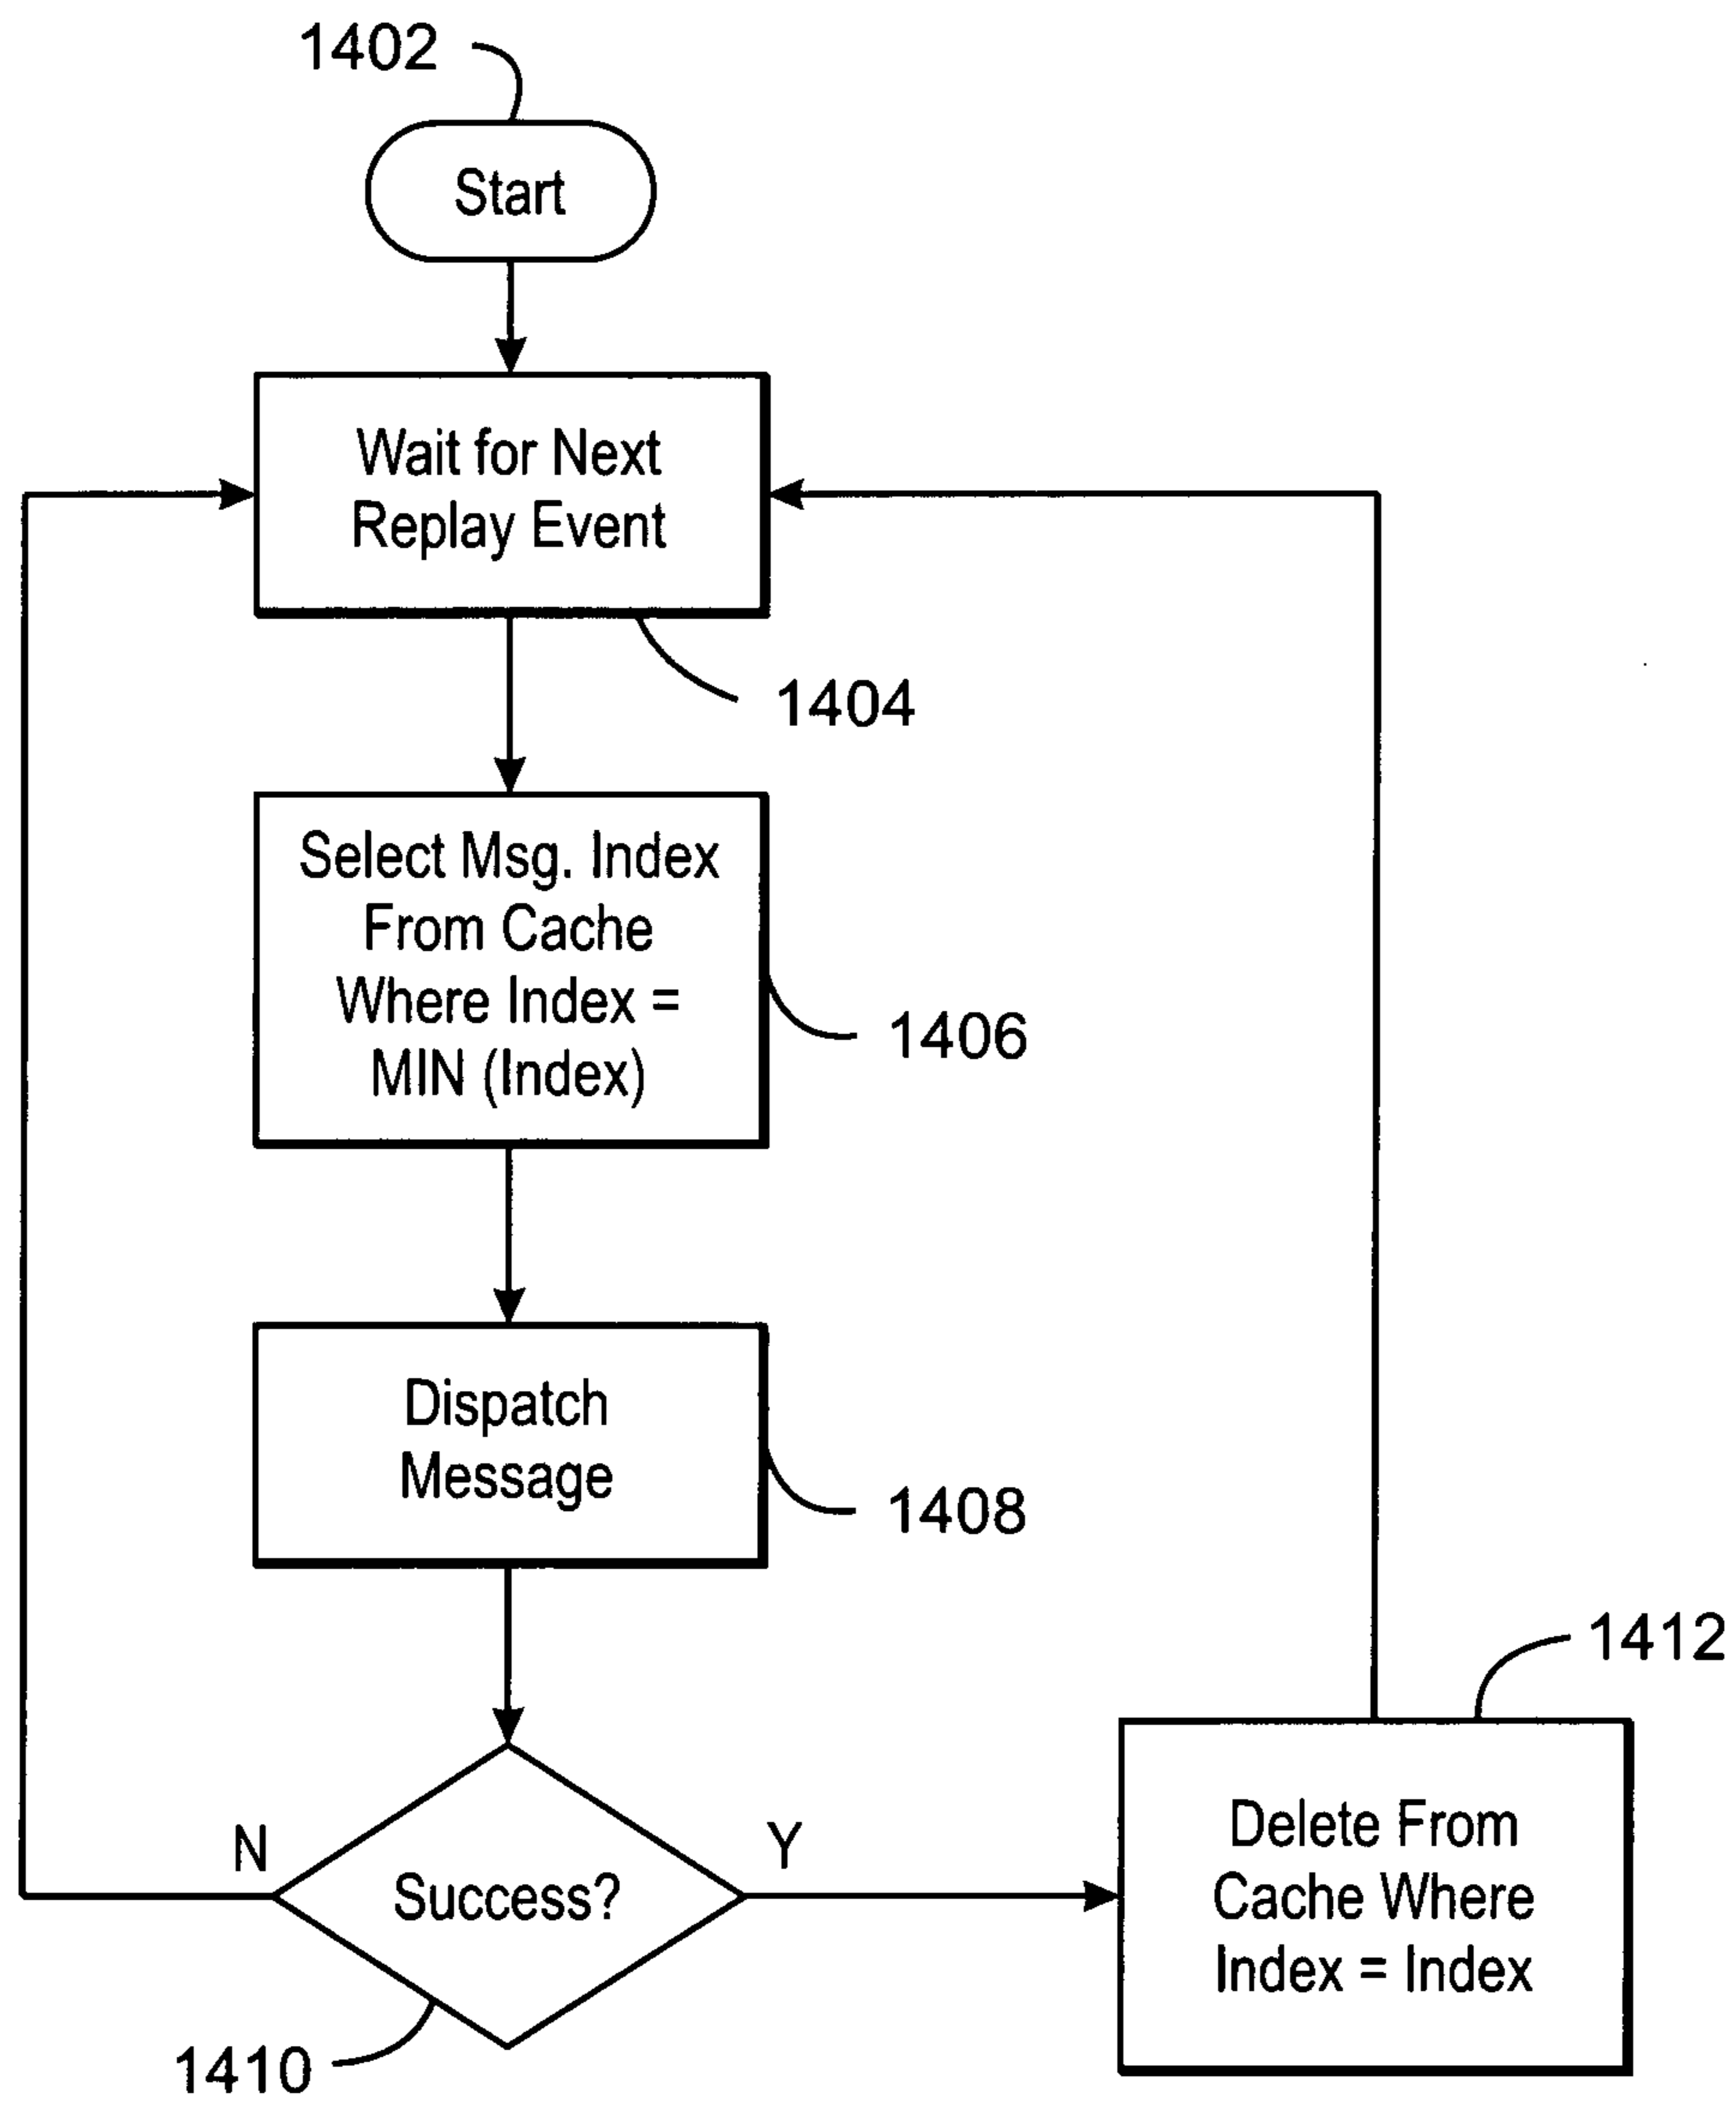 1402
Start
Wait for Next
Replay Event
1404
Select Msg. Index
From Cache
Where Index =
MIN (Index)
1406
Dispatch
Message
1408
Success?
N
Y
1410
1412
Delete From
Cache Where
Index = Index